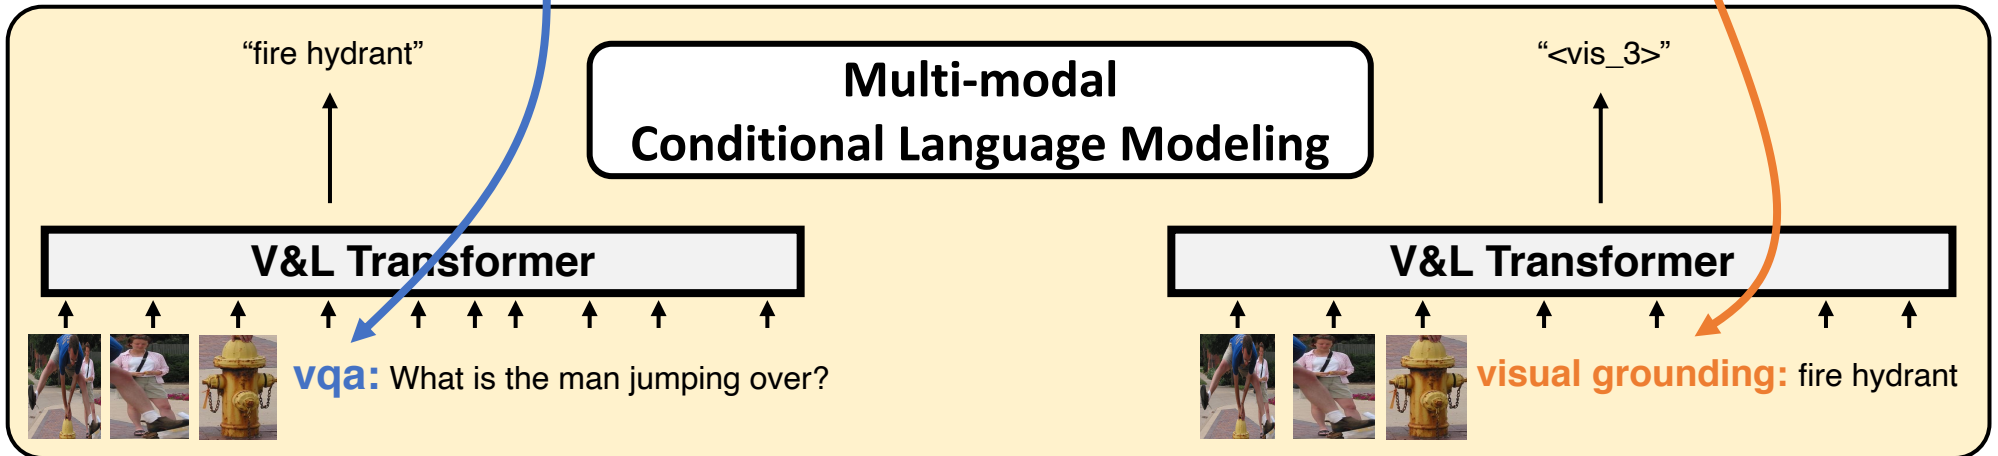 “fire hydrant”
Multi-modal
Conditional Language Modeling
“<vis_3>”
V&L Transformer
V&L Transformer
vqa: What is the man jumping over?
visual grounding: fire hydrant